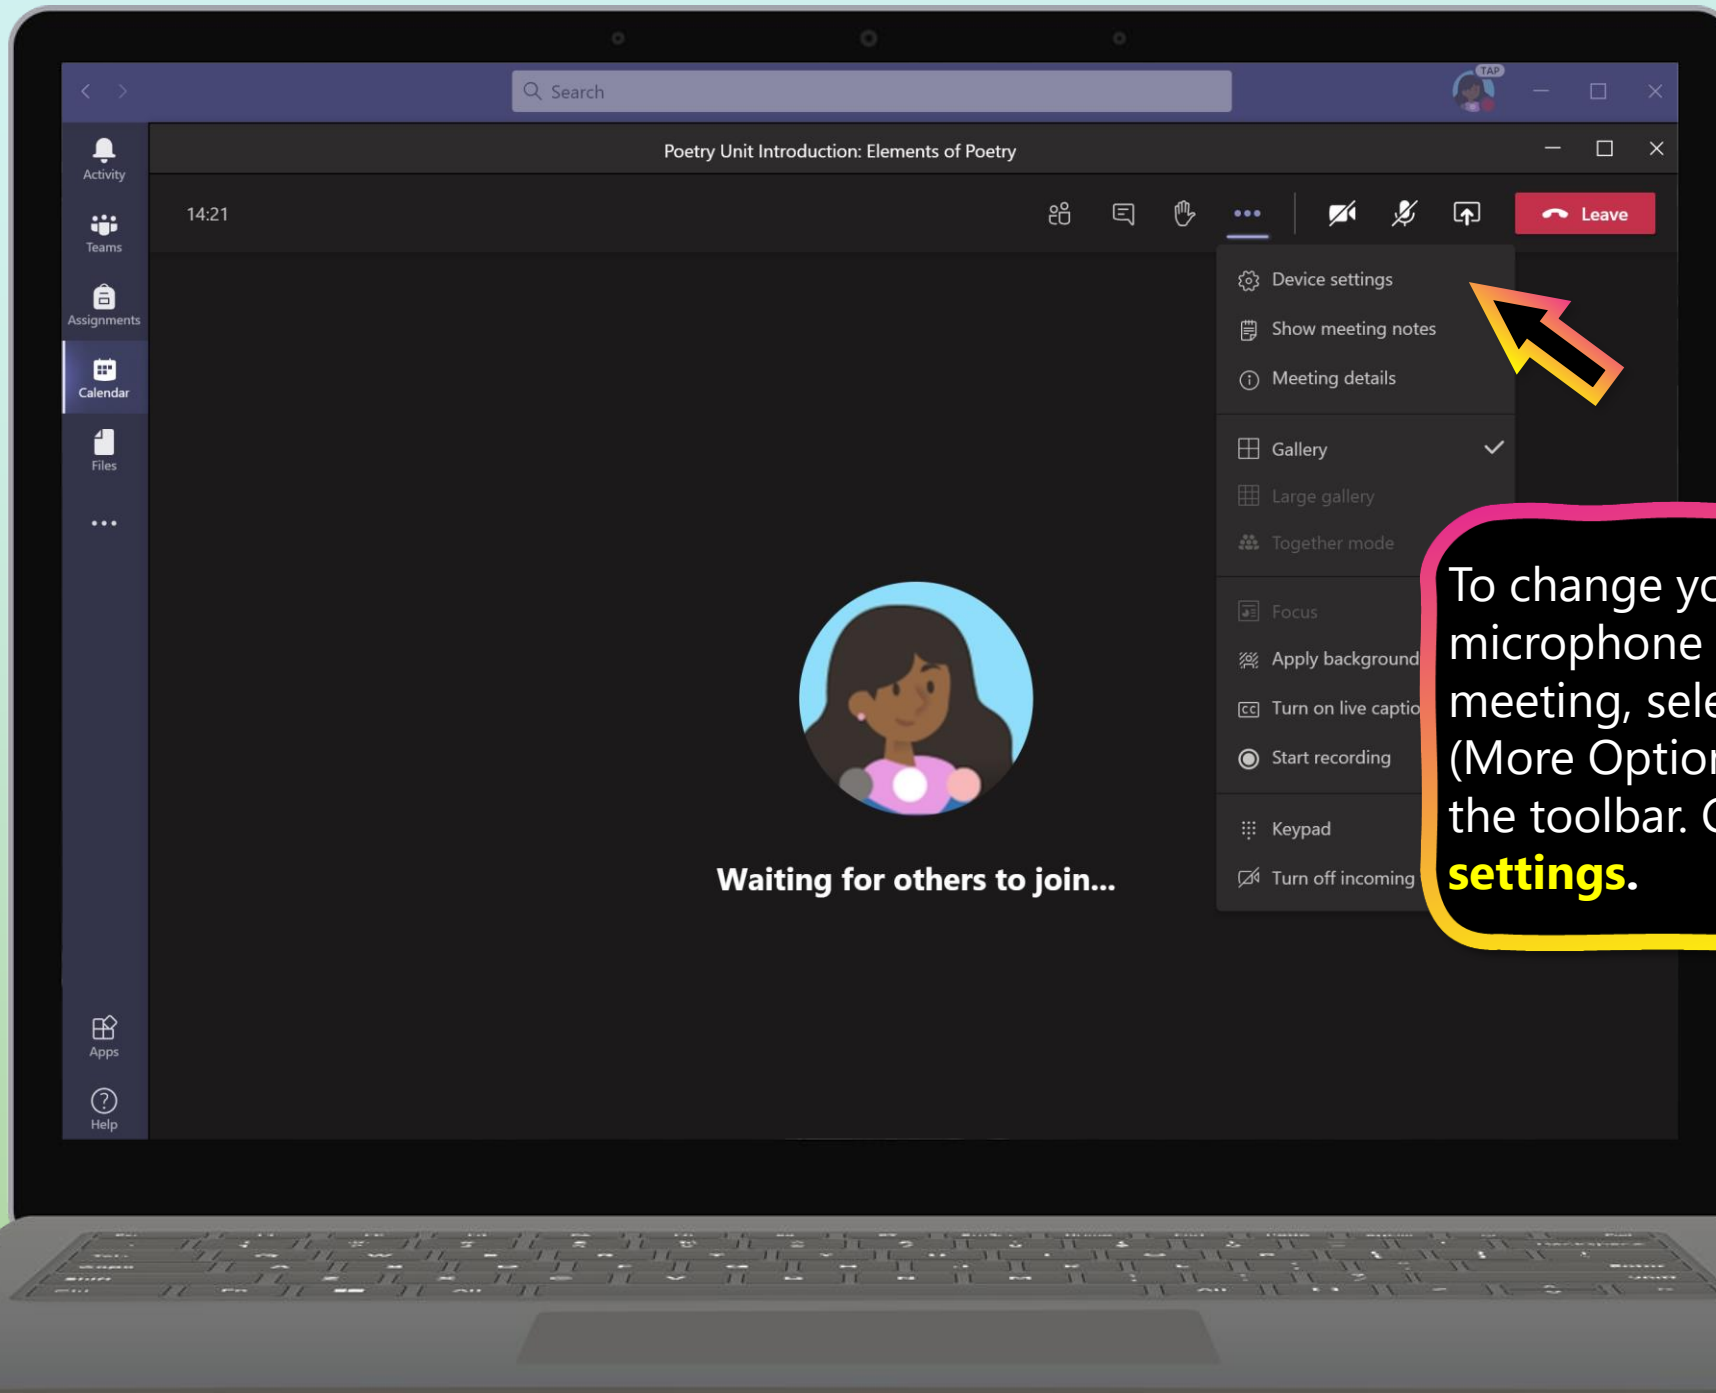 Search
TAP
Poetry Unit Introduction: Elements of Poetry
Activity
Teams
Assignments
Calendar
Files
Apps
Help
14:21
Leave
Device settings
Show meeting notes
Meeting details
Gallery
Large gallery
Together mode
Focus
Apply background
CC Turn on live captio
Start recording
Keypad
Turn off incoming
Waiting for others to join...
To change yo
microphone
meeting, sele
(More Option
the toolbar.
settings.